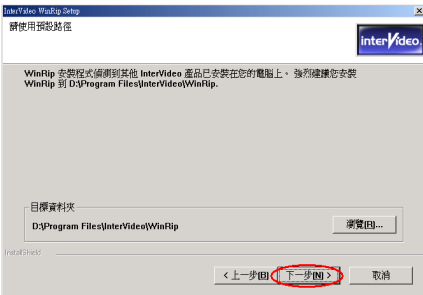 InterVideo WinRip Setup
請使用預設路徑
interVideo.
WinRip 安裝程式偵測到其他 InterVideo 產品已安裝在您的電腦上。 強烈建議您安裝
WinRip 到 D:\Program Files\InterVideo\WinRip.
目標資料夾
D:\Program Files\InterVideo\WinRip
瀏覽(R)...
InstallShield
< 上一步(B)
下一步(N) >
取消